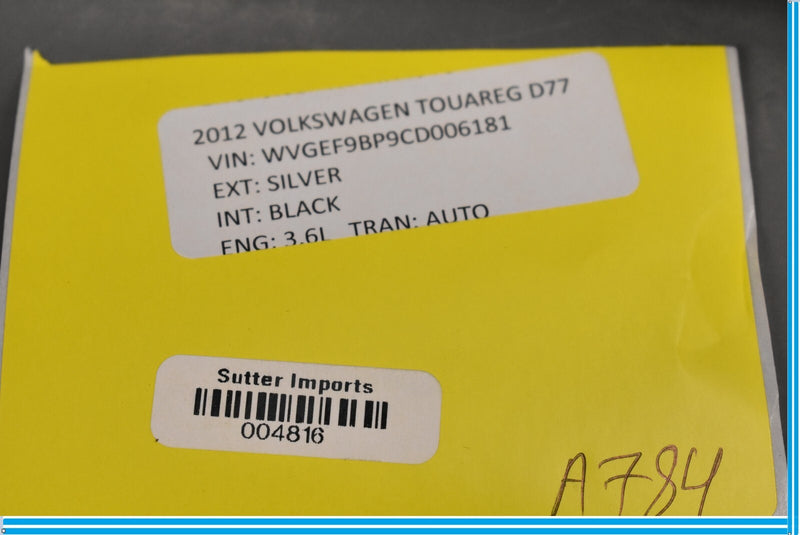 2012 VOLKSWAGEN TOUAREG D77
VIN: WVGEF9BP9CD006181
EXT: SILVER
INT: BLACK
ENG: 3.6L TRAN: AUTO
Sutter Imports
004816
A784